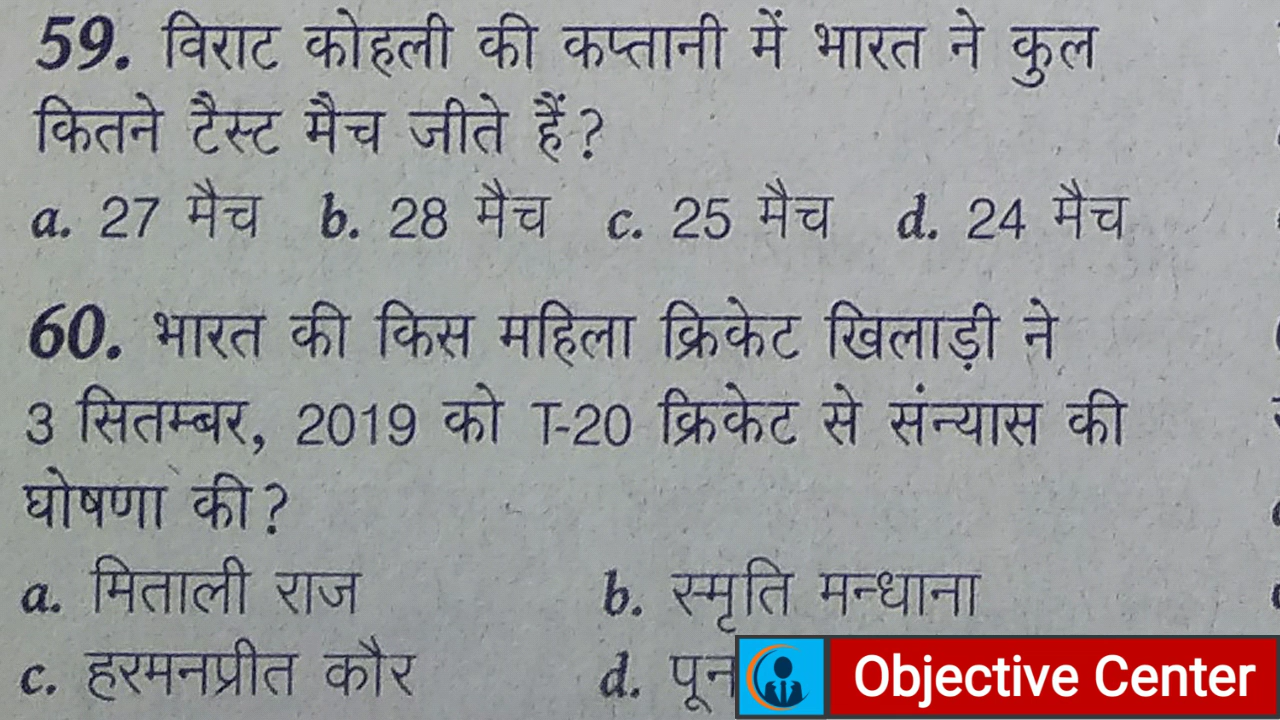 59. विराट कोहली की कप्तानी में भारत ने कुल
कितने टैस्ट मैच जीते हैं?
a. 27 मैच b. 28 मैच c. 25 मैच d. 24 मैच
60. भारत की किस महिला क्रिकेट खिलाड़ी ने
3 सितम्बर, 2019 को T-20 क्रिकेट से संन्यास की
घोषणा की?
a. मिताली राज b. स्मृति मन्धाना
c. हरमनप्रीत कौर d.
Objective Center